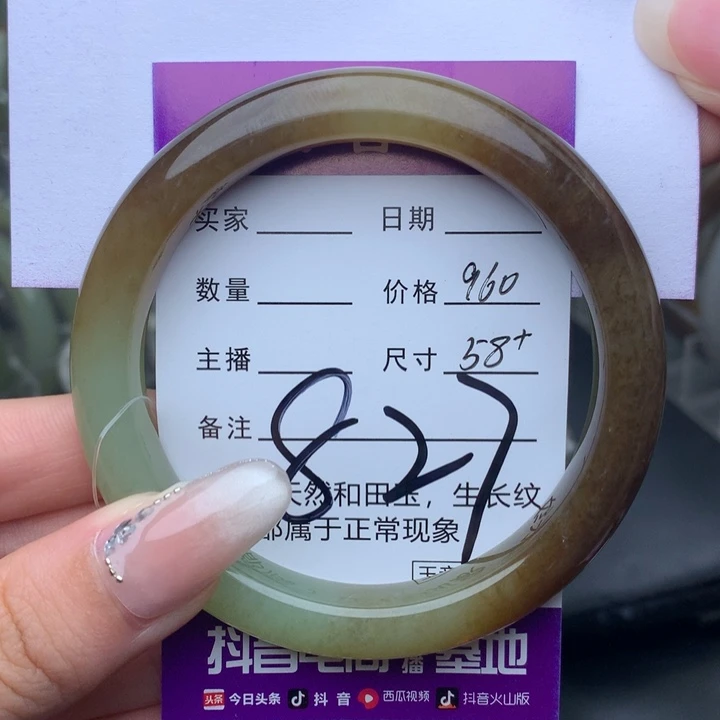 买家 日期
数量 价格 960
主播 尺寸 58+
备注
827
天然和田玉，生长纹
都属于正常现象
抖音电商直播基地
头条 今日头条 抖音 西瓜视频 抖音火山版